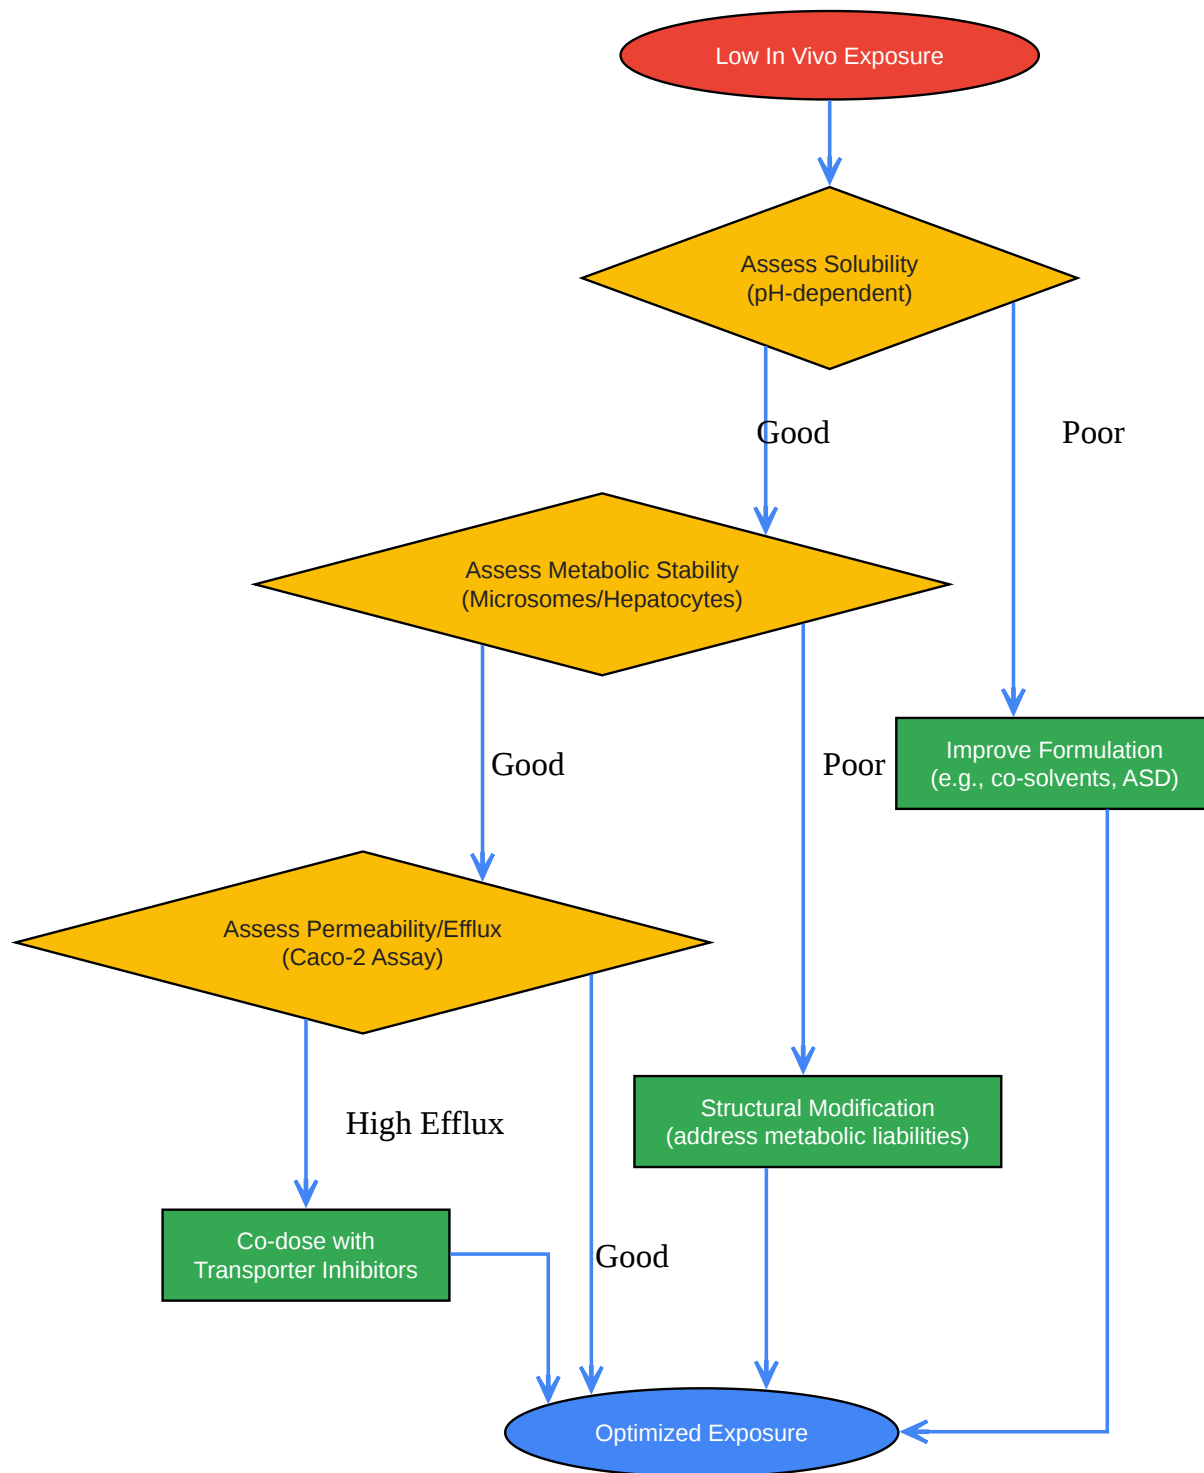 Low In Vivo Exposure
Assess Solubility
(pH-dependent)
Good
Poor
Assess Metabolic Stability
(Microsomes/Hepatocytes)
Good
Poor
Improve Formulation
(e.g., co-solvents, ASD)
Assess Permeability/Efflux
(Caco-2 Assay)
High Efflux
Structural Modification
(address metabolic liabilities)
Co-dose with
Transporter Inhibitors
Good
Optimized Exposure